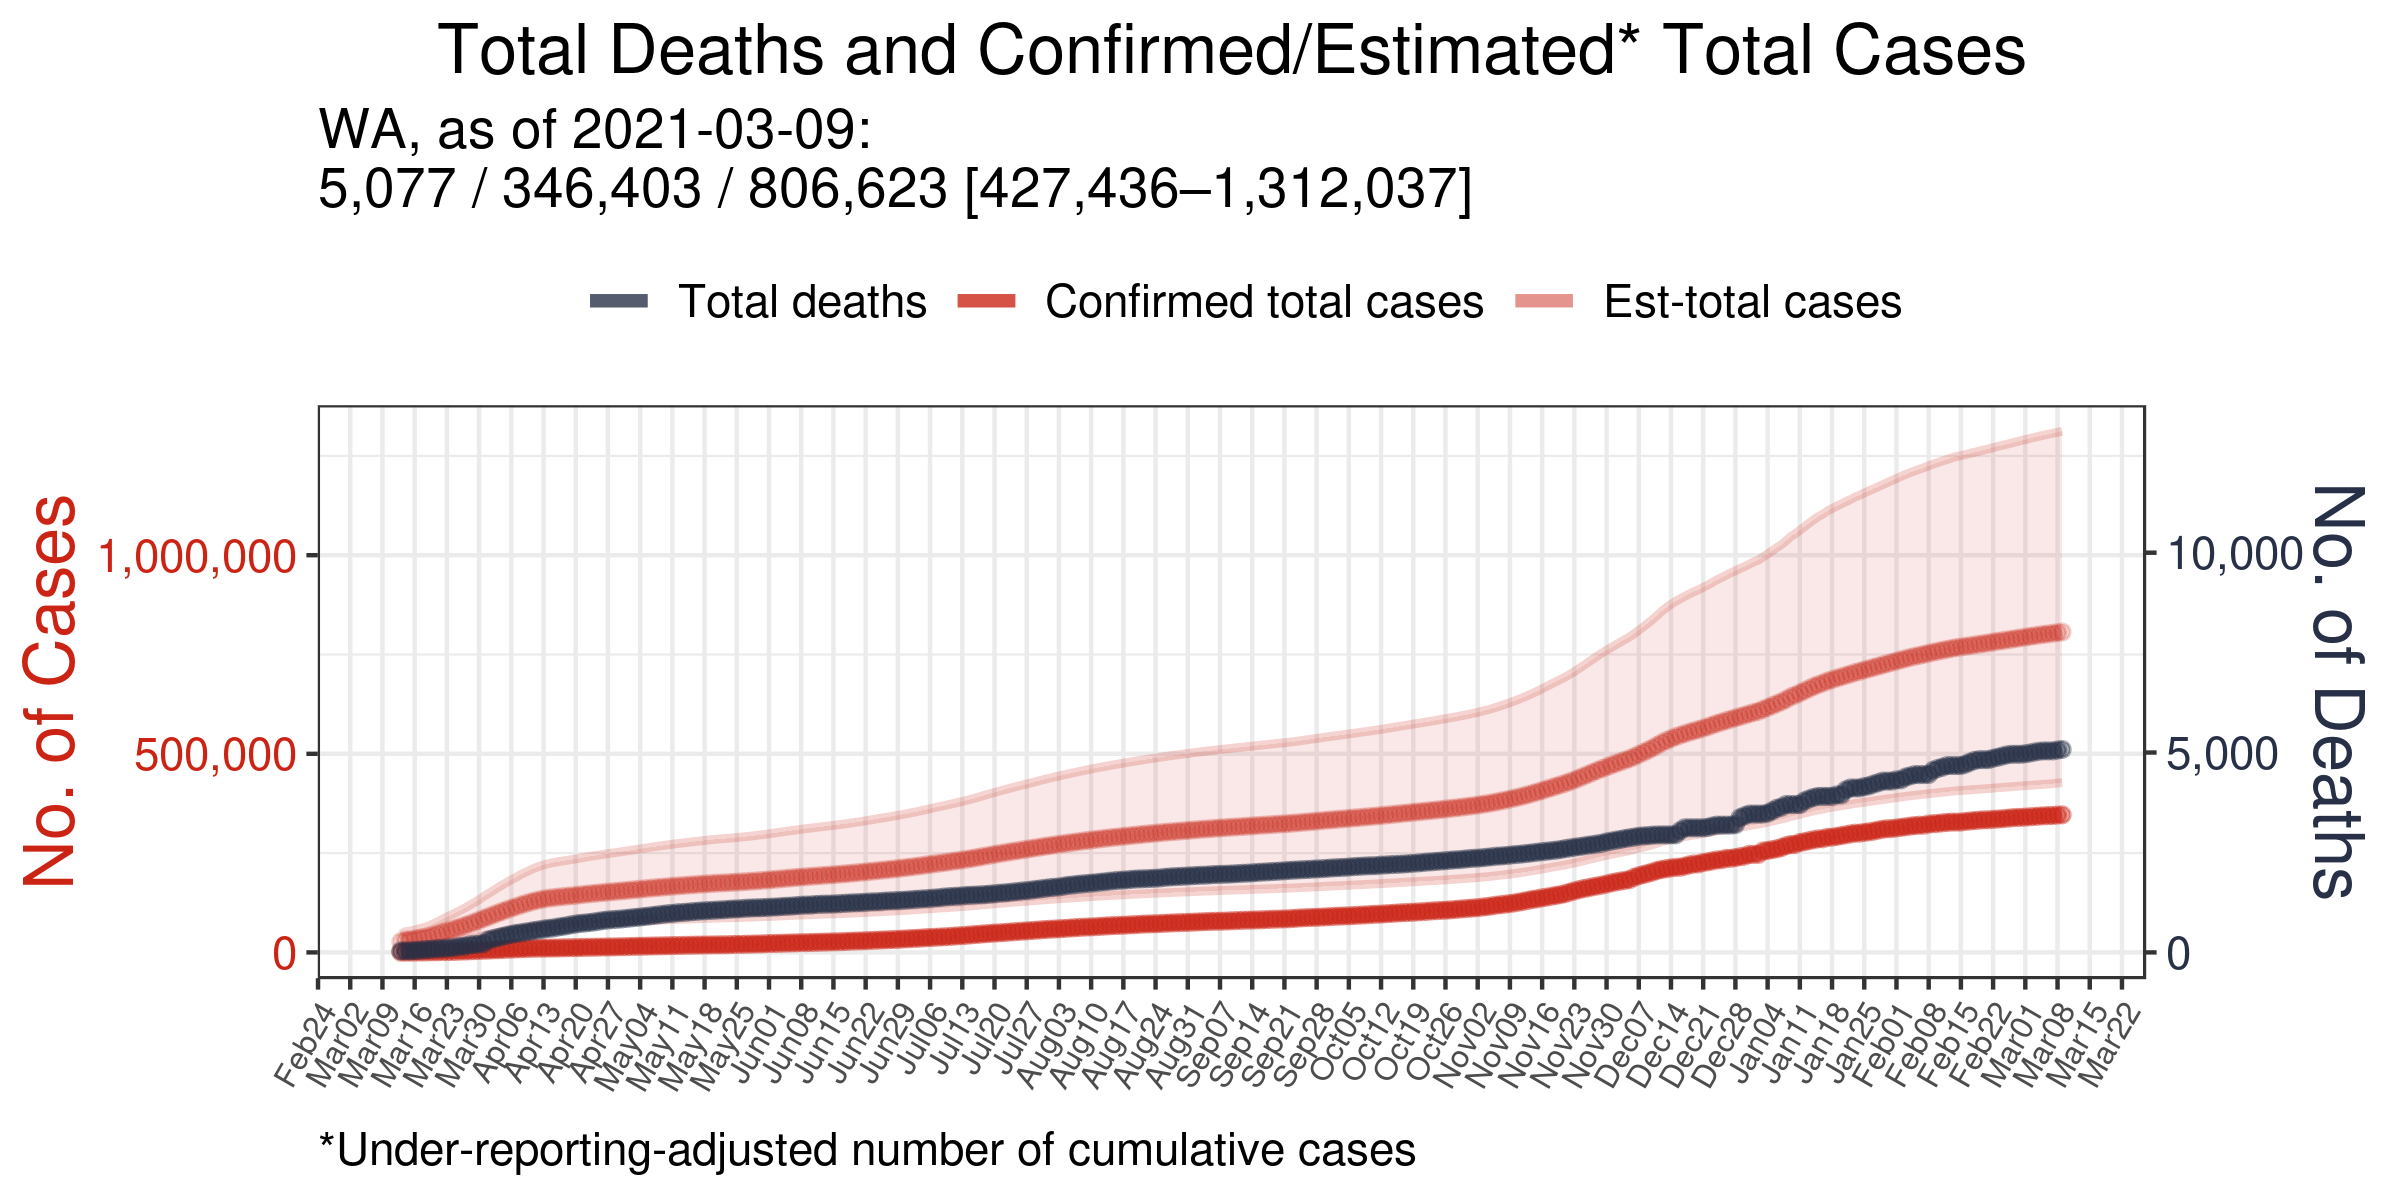 Total Deaths and Confirmed/Estimated* Total Cases
WA, as of 2021-03-09:
5,077 / 346,403 / 806,623 [427,436–1,312,037]
Total deaths
Confirmed total cases
Est-total cases
No. of Cases
1,000,000
500,000
0
10,000
5,000
0
No. of Deaths
Feb24
Mar02
Mar09
Mar16
Mar23
Mar30
Apr06
Apr13
Apr20
Apr27
May04
May11
May18
May25
Jun01
Jun08
Jun15
Jun22
Jun29
Jul06
Jul13
Jul20
Jul27
Aug03
Aug10
Aug17
Aug24
Aug31
Sep07
Sep14
Sep21
Sep28
Oct05
Oct12
Oct19
Oct26
Nov02
Nov09
Nov16
Nov23
Nov30
Dec07
Dec14
Dec21
Dec28
Jan04
Jan11
Jan18
Jan25
Feb01
Feb08
Feb15
Feb22
Mar01
Mar08
Mar15
Mar22
*Under-reporting-adjusted number of cumulative cases